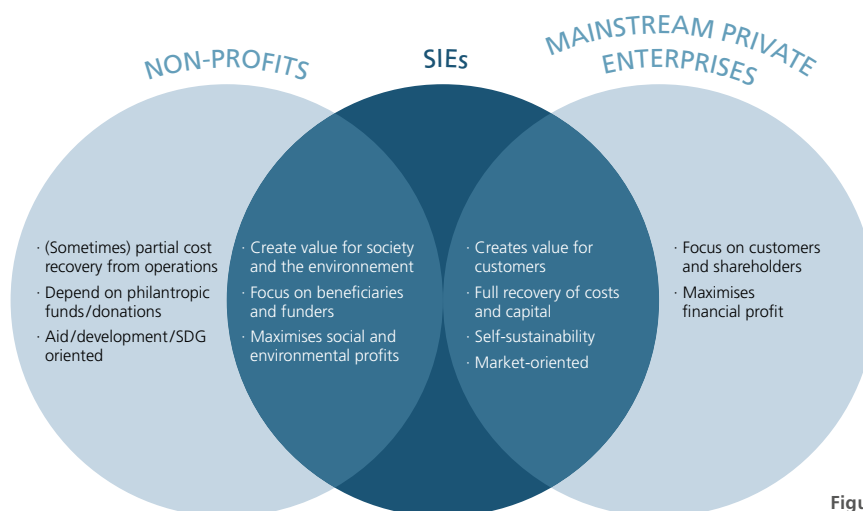 NON-PROFITS
SIEs
MAINSTREAM PRIVATE
ENTERPRISES
· (Sometimes) partial cost
recovery from operations
· Depend on philantropic
funds/donations
· Aid/development/SDG
oriented
· Create value for society
and the environnement
· Focus on beneficiaries
and funders
· Maximises social and
environmental profits
· Creates value for
customers
· Full recovery of costs
and capital
· Self-sustainability
· Market-oriented
· Focus on customers
and shareholders
· Maximises
financial profit
Figu